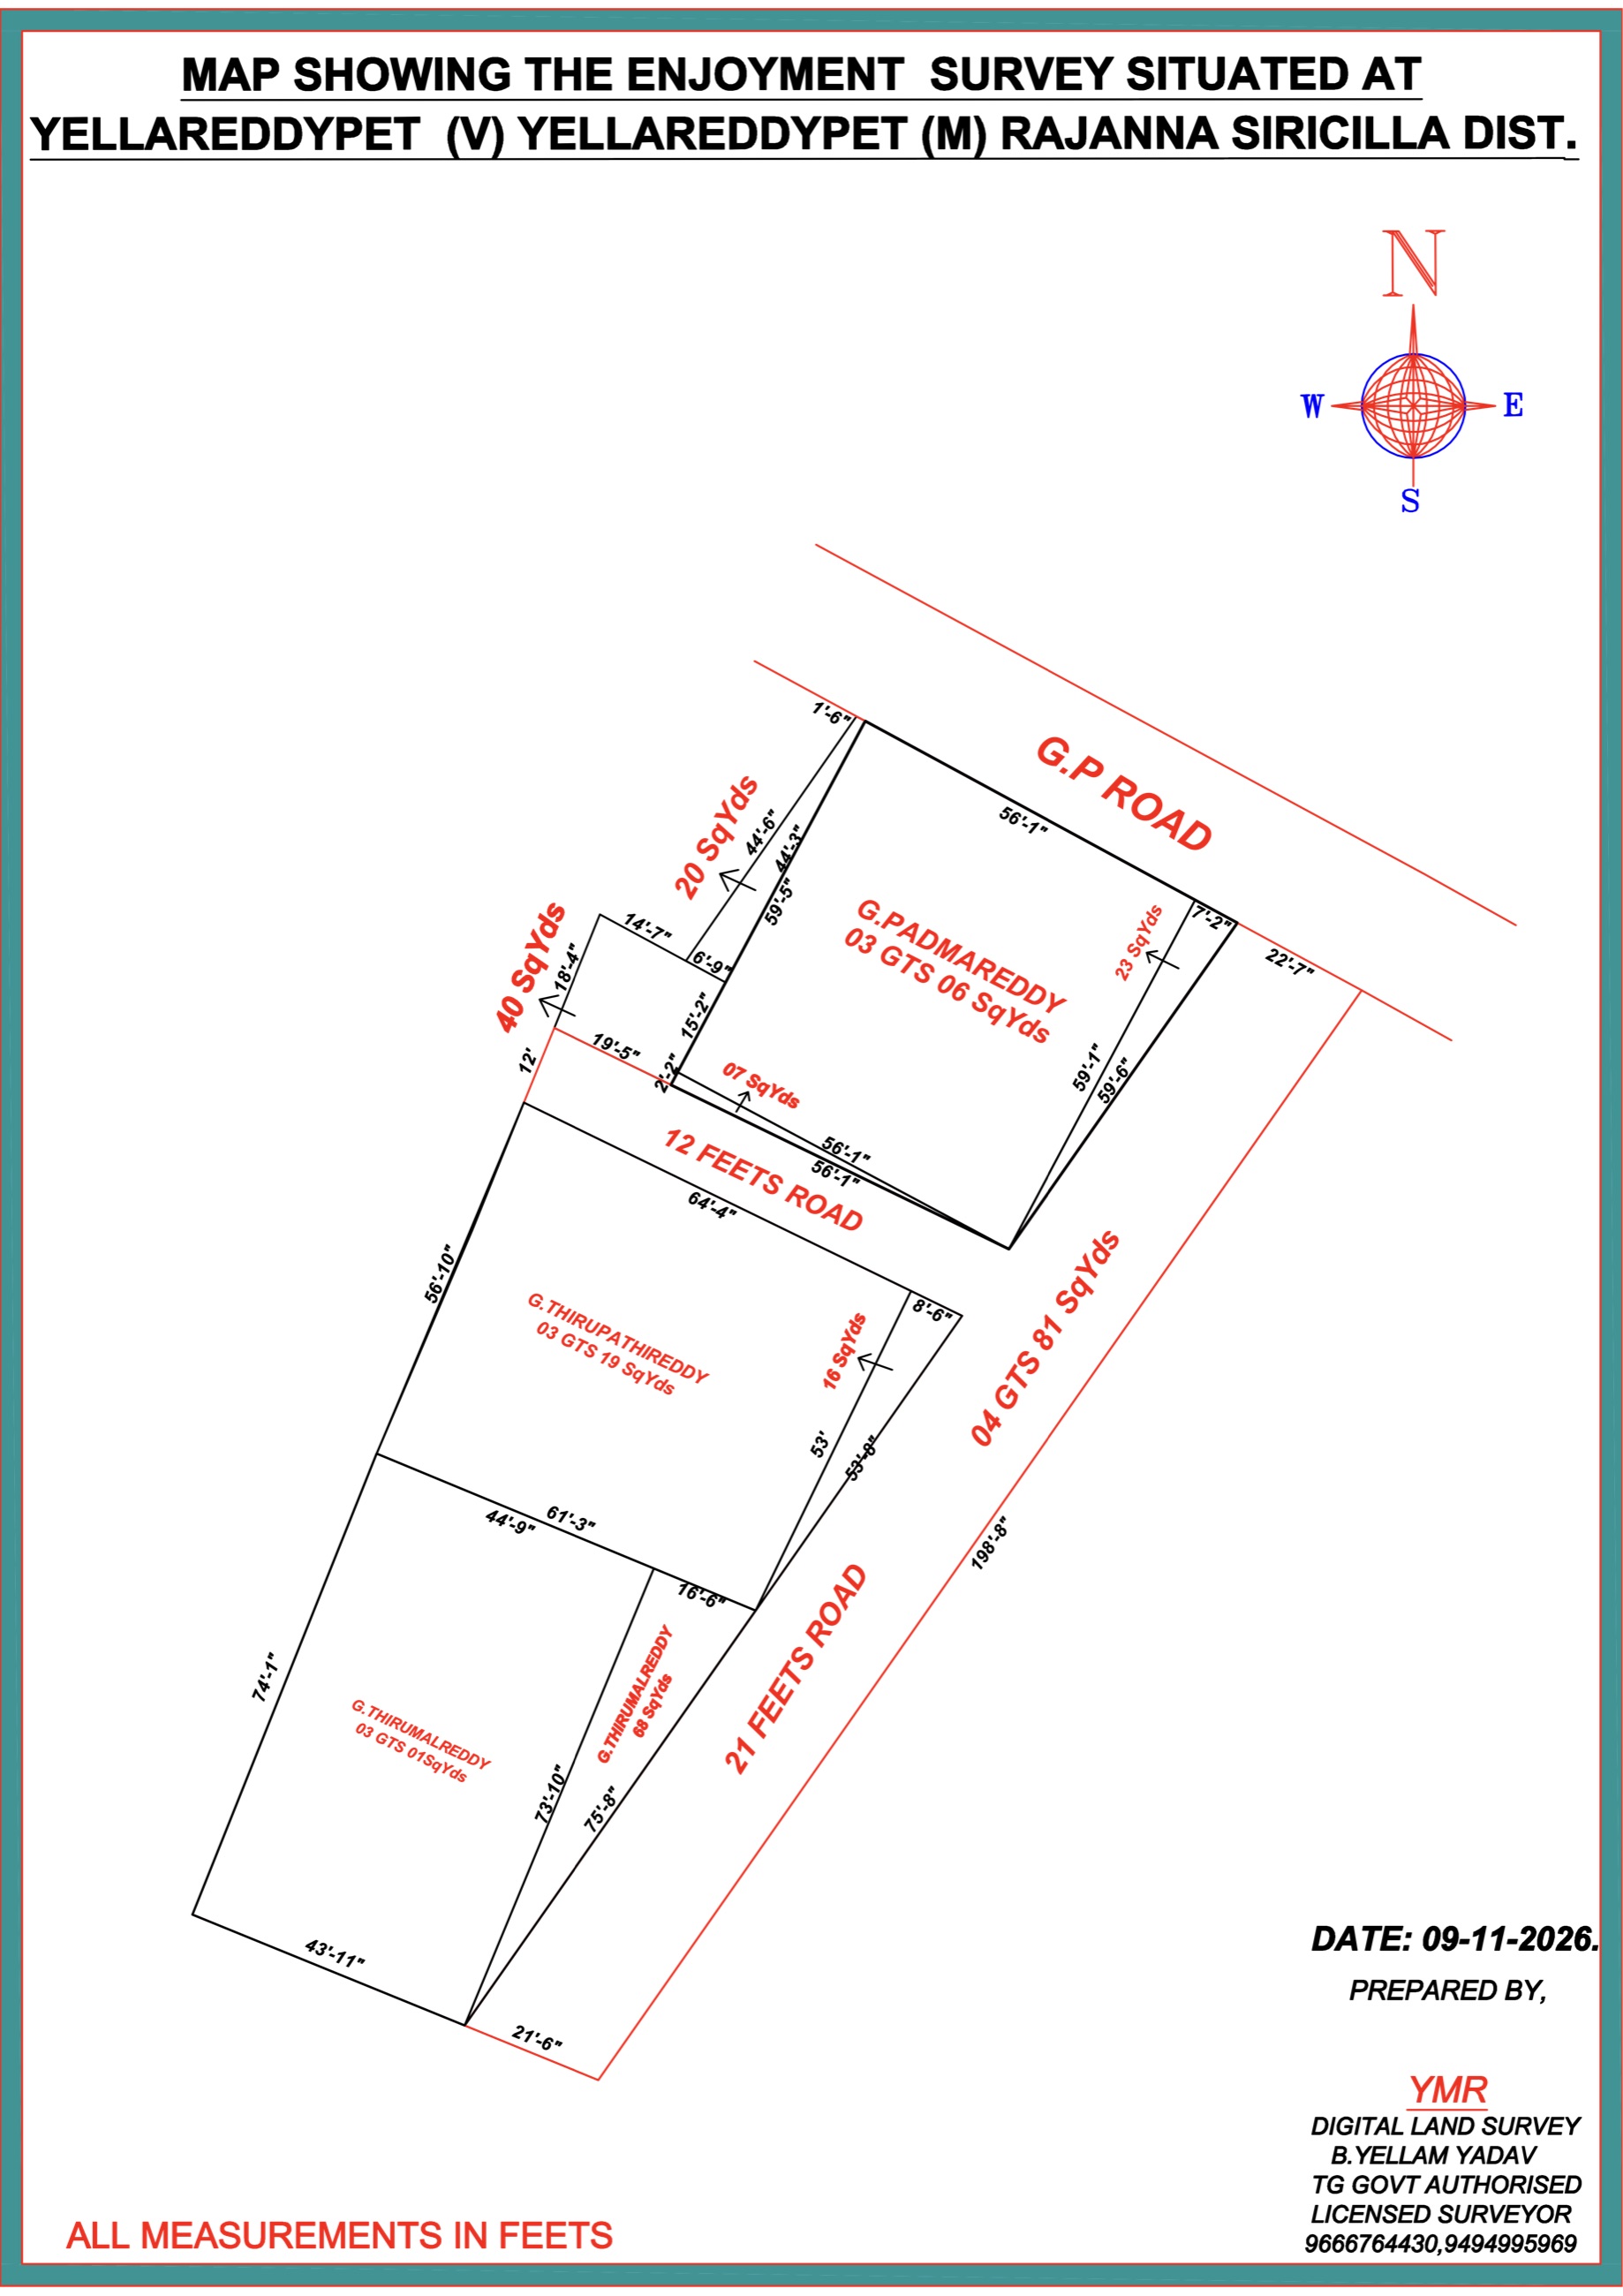 MAP SHOWING THE ENJOYMENT  SURVEY SITUATED AT
YELLAREDDYPET  (V) YELLAREDDYPET (M) RAJANNA SIRICILLA DIST.
N
W
E
S
1'-6"
G.P ROAD
56'-1"
20 SqYds
44'-6"
44'-3"
59'-5"
G.PADMAREDDY
03 GTS 06 SqYds
23 SqYds
7'-2"
22'-7"
40 SqYds
14'-7"
6'-9"
18'-4"
15'-2"
12'
19'-5"
2'-2"
07 SqYds
59'-1"
59'-6"
56'-1"
56'-1"
12 FEETS ROAD
64'-4"
56'-10"
G.THIRUPATHIREDDY
03 GTS 19 SqYds
8'-6"
16 SqYds
53'
53'-8"
04 GTS 81 SqYds
61'-3"
44'-9"
16'-6"
198'-8"
21 FEETS ROAD
74'-1"
G.THIRUMALREDDY
03 GTS 01SqYds
G.THIRUMALREDDY
68 SqYds
73'-10"
75'-8"
43'-11"
21'-6"
DATE: 09-11-2026.
PREPARED BY,
YMR
DIGITAL LAND SURVEY
B.YELLAM YADAV
TG GOVT AUTHORISED
LICENSED SURVEYOR
9666764430,9494995969
ALL MEASUREMENTS IN FEETS